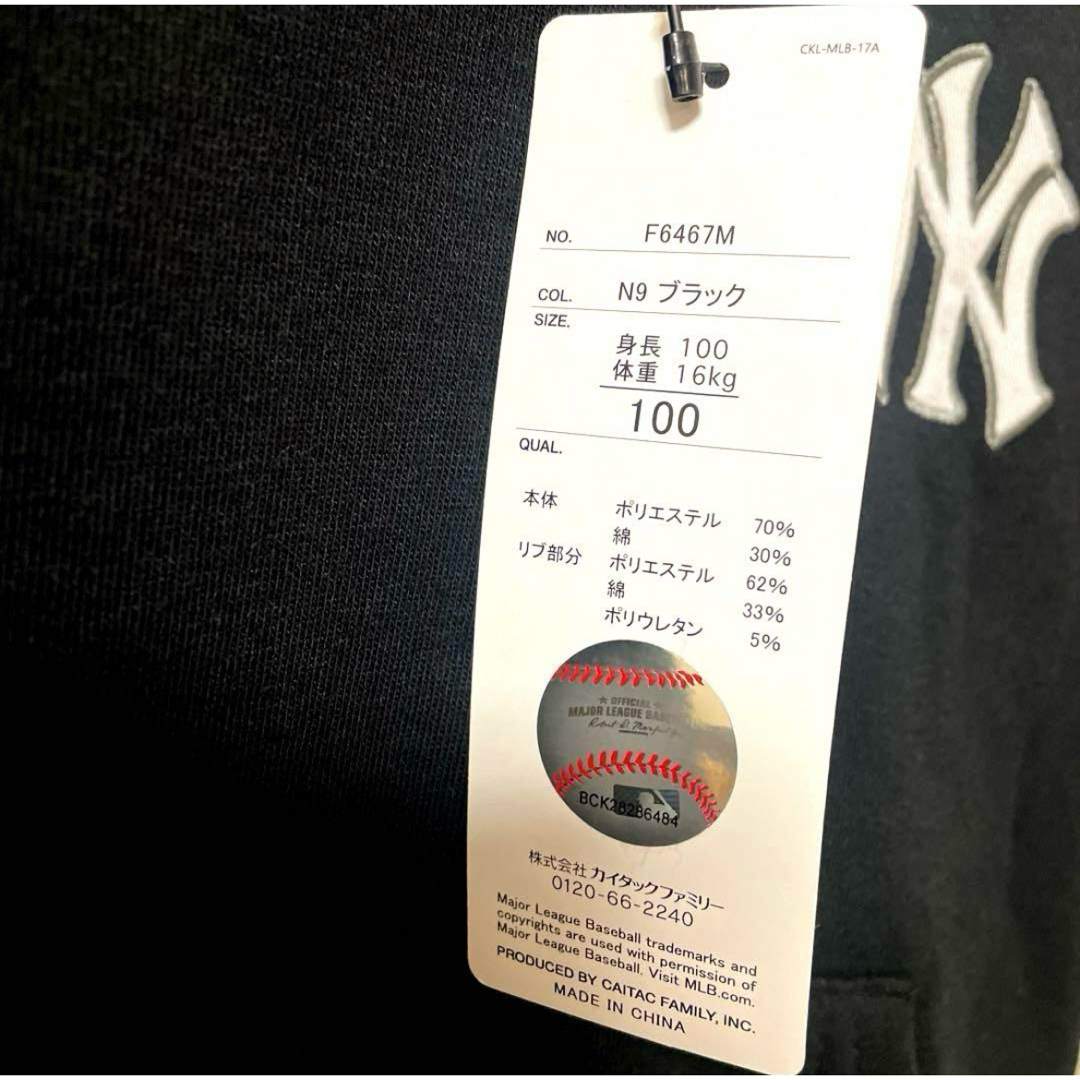 CKL-MLB-17A
NY
NO. F6467M
COL. N9 ブラック
SIZE.
身長 100
体重 16kg
100
QUAL.
本体 ポリエステル 70%
綿 30%
リブ部分 ポリエステル 62%
綿 33%
ポリウレタン 5%
OFFICIAL
MAJOR LEAGUE
BCK28286484
株式会社 カイタックファミリー
0120-66-2240
Major League Baseball trademarks and
copyrights are used with permission of
Major League Baseball. Visit MLB.com.
PRODUCED BY CAITAC FAMILY, INC.
MADE IN CHINA